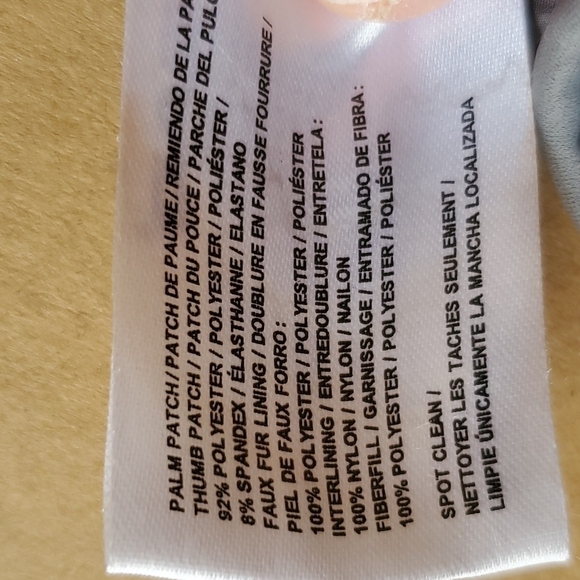 PALM PATCH / PATCH DE PAUME / REMIENDO DE LA
THUMB PATCH / PATCH DU POUCE / PARCHE DEL
92% POLYESTER / POLYESTER / POLIÉSTER /
8% SPANDEX / ÉLASTHANNE / ELASTANO
FAUX FUR LINING / DOUBLURE EN FAUSSE FOURRURE /
PIEL DE FAUX FORRO :
100% POLYESTER / POLYESTER / POLIÉSTER
INTERLINING / ENTREDOUBLURE / ENTRETELA :
100% NYLON / NYLON / NAILON
FIBERFILL / GARNISSAGE / ENTRAMADO DE FIBRA :
100% POLYESTER / POLYESTER / POLIÉSTER
SPOT CLEAN /
NETTOYER LES TACHES SEULEMENT /
LIMPIE ÚNICAMENTE LA MANCHA LOCALIZADA